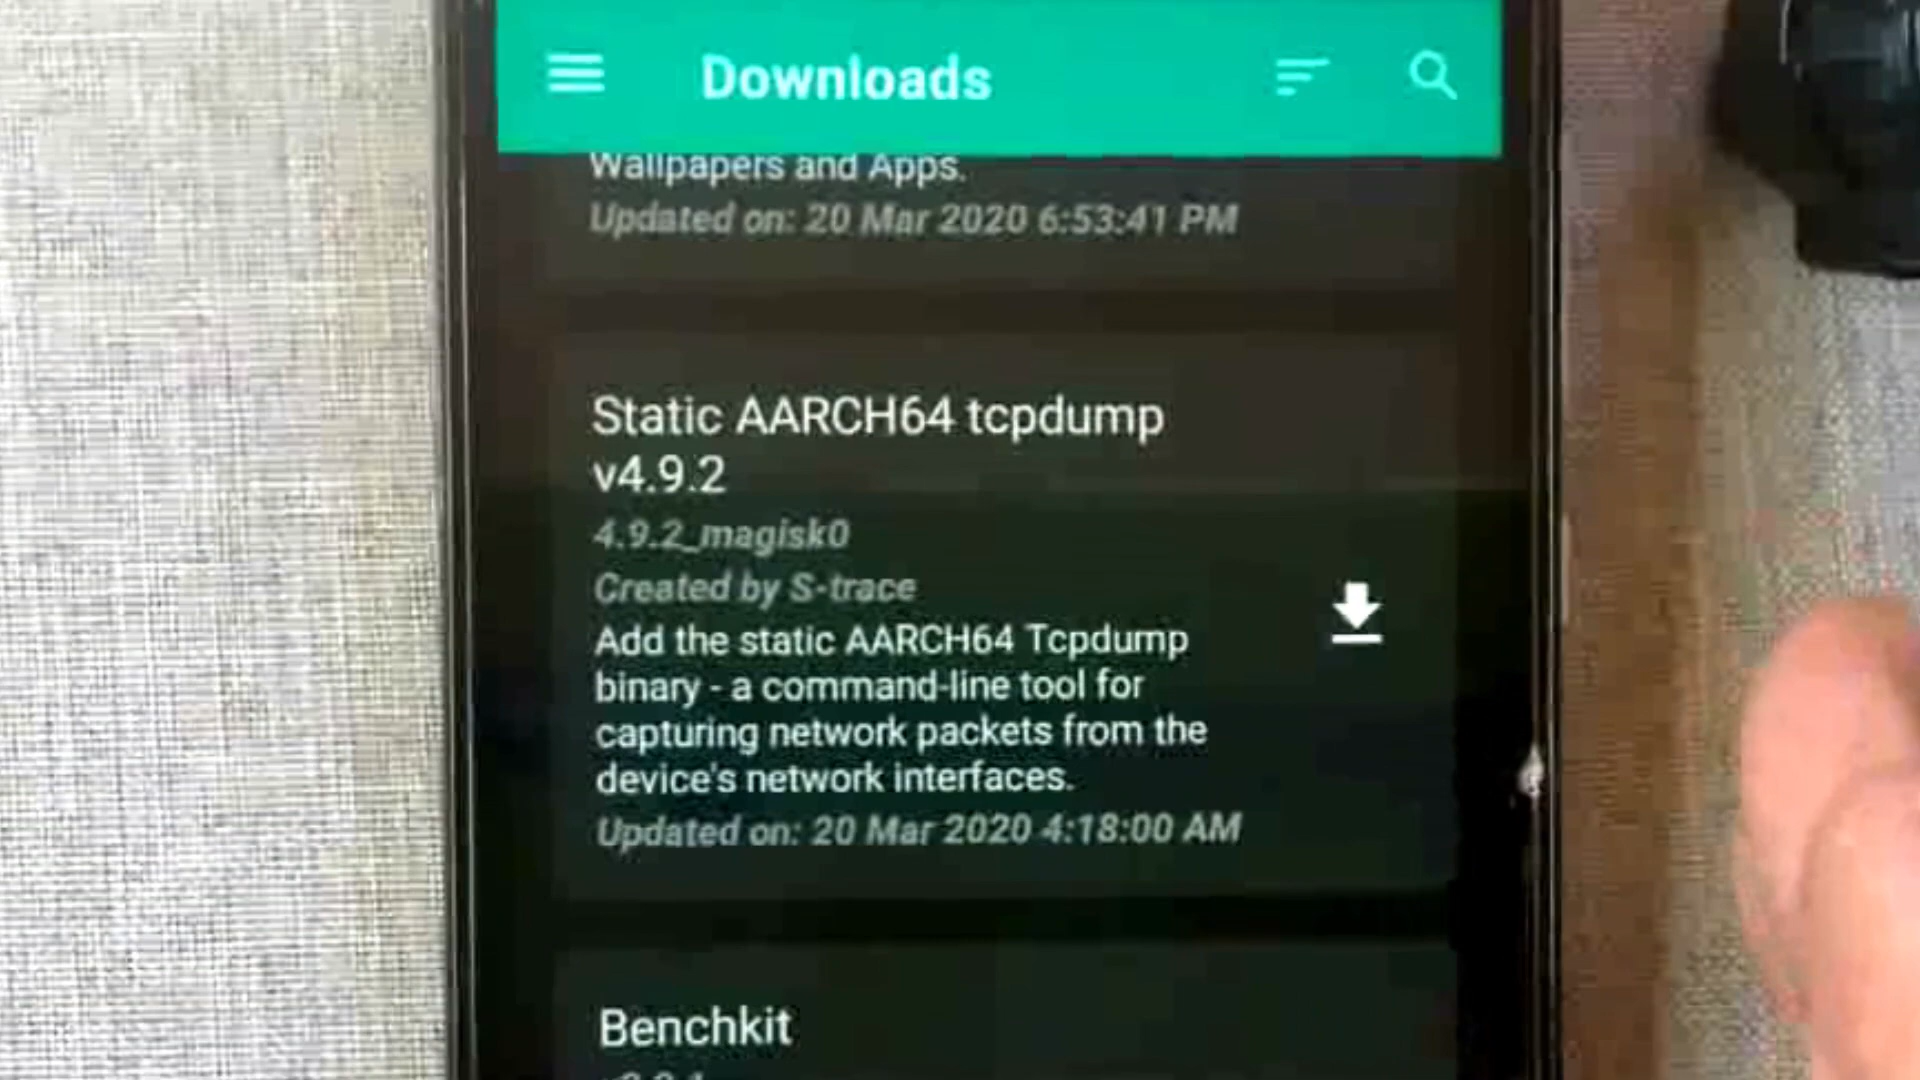 Downloads
Wallpapers and Apps.
Updated on: 20 Mar 2020 6:53:41 PM
Static AARCH64 tcpdump
v4.9.2
4.9.2_magisk0
Created by S-trace
Add the static AARCH64 Tcpdump
binary - a command-line tool for
capturing network packets from the
device's network interfaces.
Updated on: 20 Mar 2020 4:18:00 AM
Benchkit